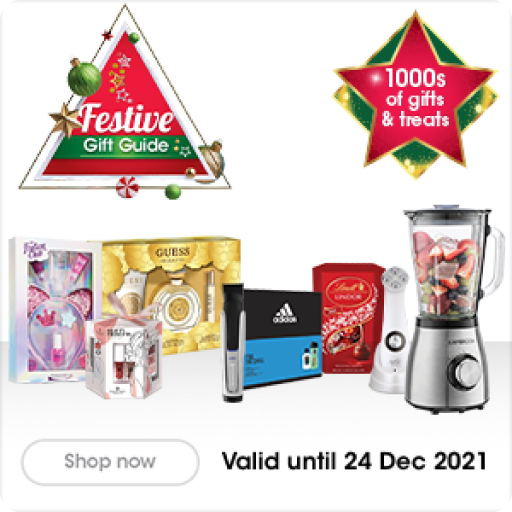 Festive
Gift Guide
1000s
of gifts
& treats
GUESS
adidas
Lindt
LINDOR
Shop now
Valid until 24 Dec 2021